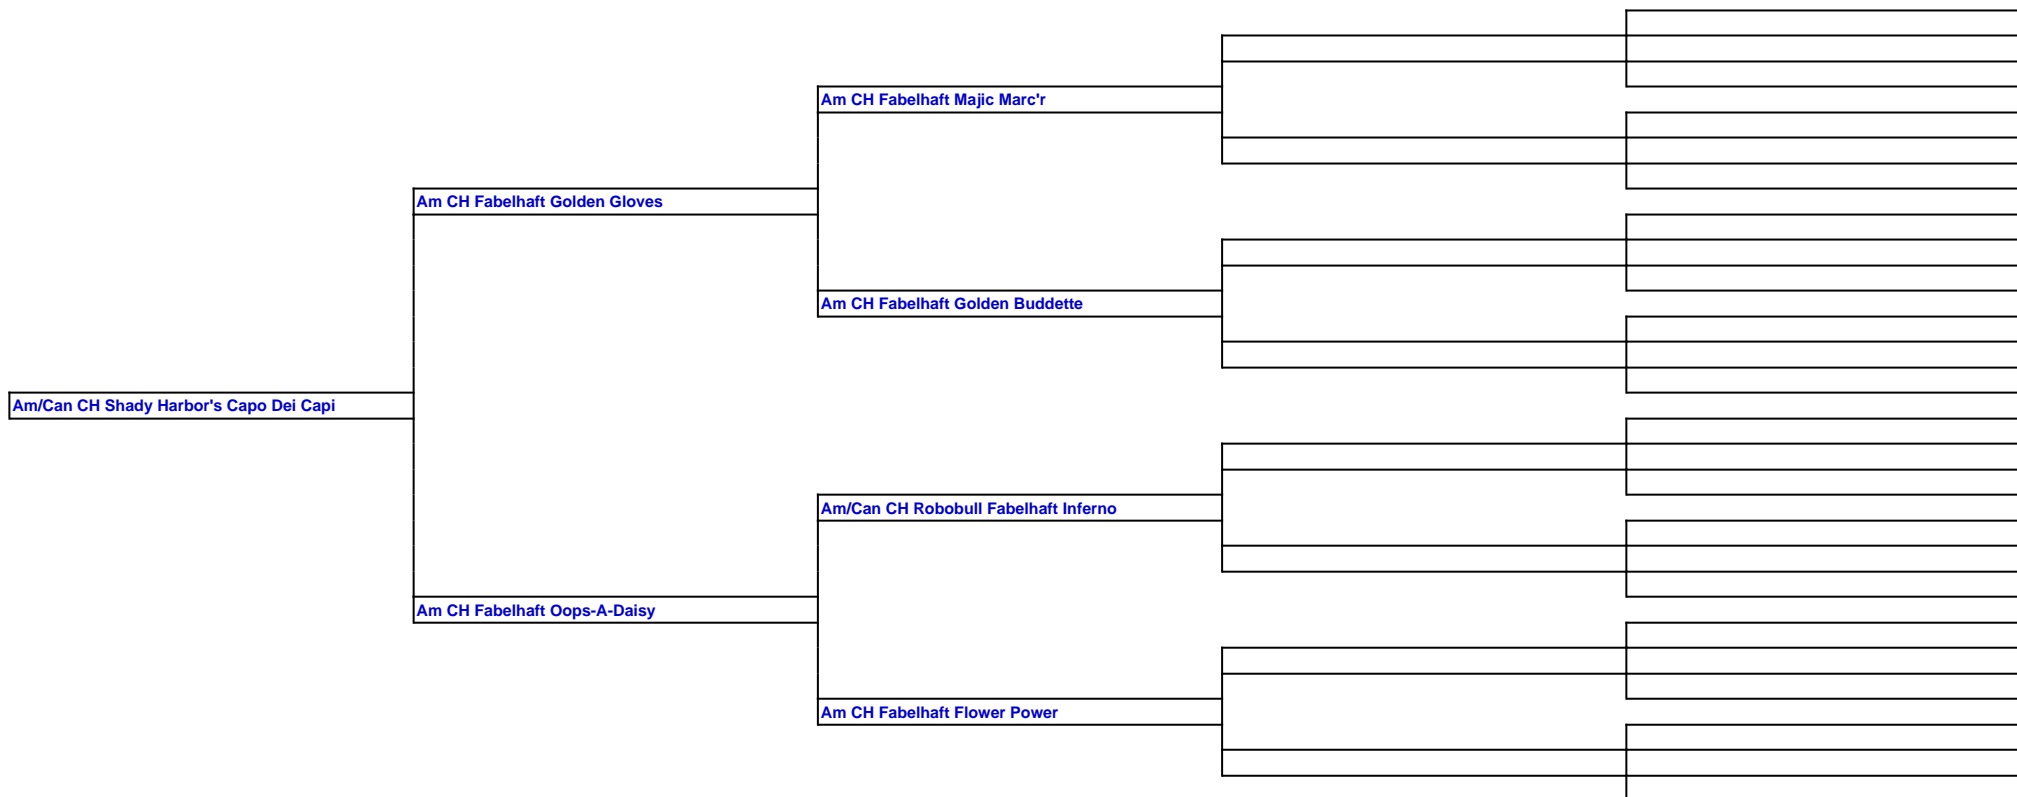 Am CH Fabelhaft Majic Marc'r
Am CH Fabelhaft Golden Gloves
Am CH Fabelhaft Golden Buddette
Am/Can CH Shady Harbor's Capo Dei Capi
Am/Can CH Robobull Fabelhaft Inferno
Am CH Fabelhaft Oops-A-Daisy
Am CH Fabelhaft Flower Power